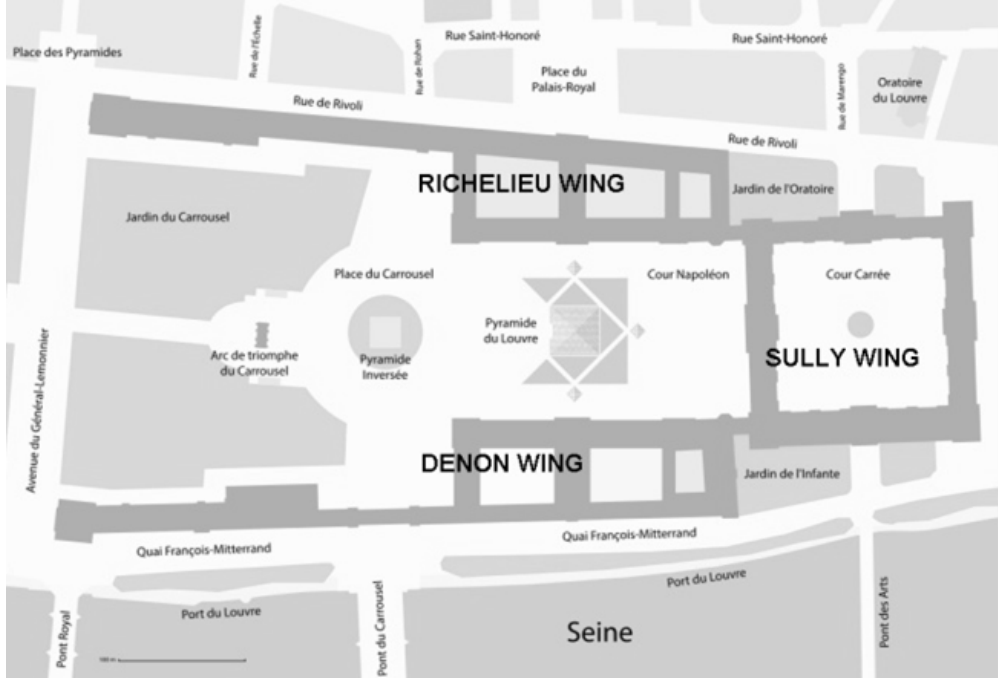 Rue Saint-Honoré
Rue Saint-Honoré
Place des Pyramides
Rue de l'Échelle
Rue de Rohan
Place du
Palais-Royal
Rue de Marengo
Oratoire
du Louvre
Rue de Rivoli
Rue de Rivoli
RICHELIEU WING
Jardin de l'Oratoire
Jardin du Carrousel
Place du Carrousel
Cour Napoléon
Cour Carrée
Pyramide
du Louvre
Arc de triomphe
du Carrousel
Pyramide
Inversée
SULLY WING
Avenue du Général-Lemonnier
DENON WING
Jardin de l'Infante
Quai François-Mitterrand
Quai François-Mitterrand
Port du Louvre
Port du Louvre
Pont Royal
Pont du Carrousel
Seine
Pont des Arts
100 m